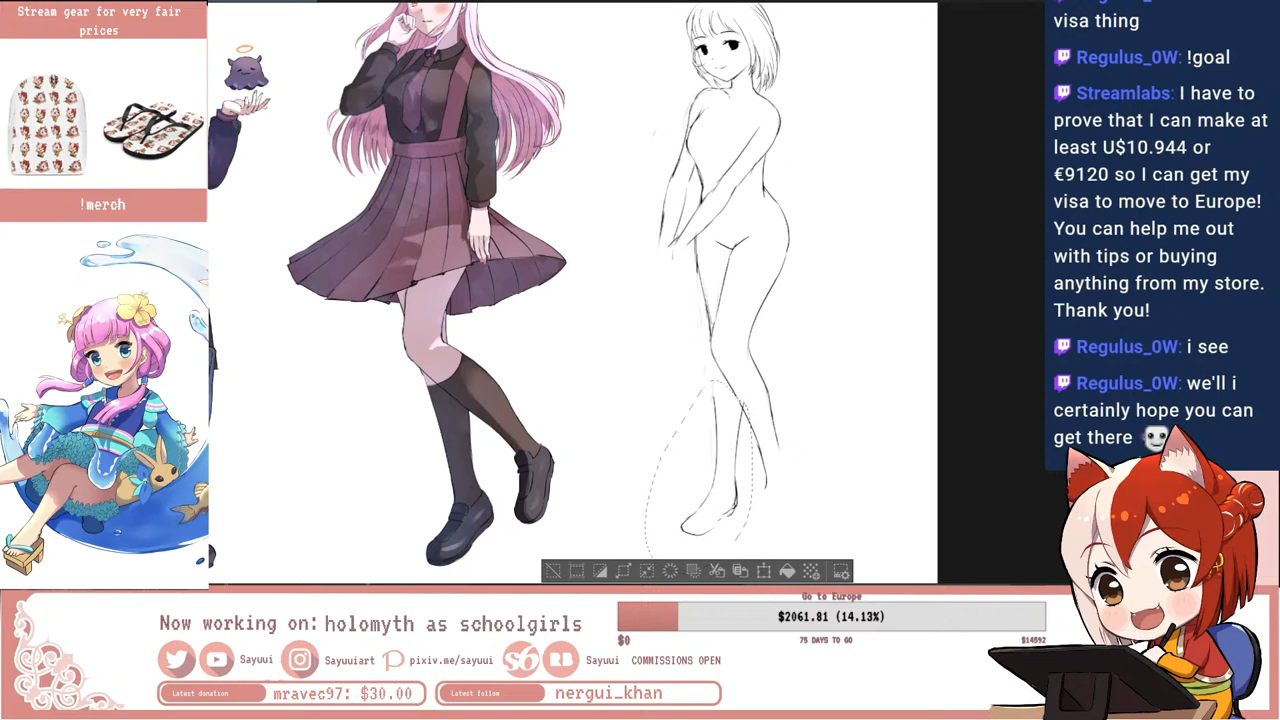 Stream gear for very fair
prices
!merch
visa thing
Regulus_0W: !goal
Streamlabs: I have to
prove that I can make at
least U$10.944 or
€9120 so I can get my
visa to move to Europe!
You can help me out
with tips or buying
anything from my store.
Thank you!
Regulus_0W: i see
Regulus_0W: we'll i
certainly hope you can
get there
Now working on: holomyth as schoolgirls
Sayuui
Sayuuiart
pixiv.me/sayuui
S6
RB
Sayuui
COMMISSIONS OPEN
Latest donation
mravec97: $30.00
Latest follow
nergui_khan
Go to Europe
$2061.81 (14.13%)
$0
75 DAYS TO GO
$14592